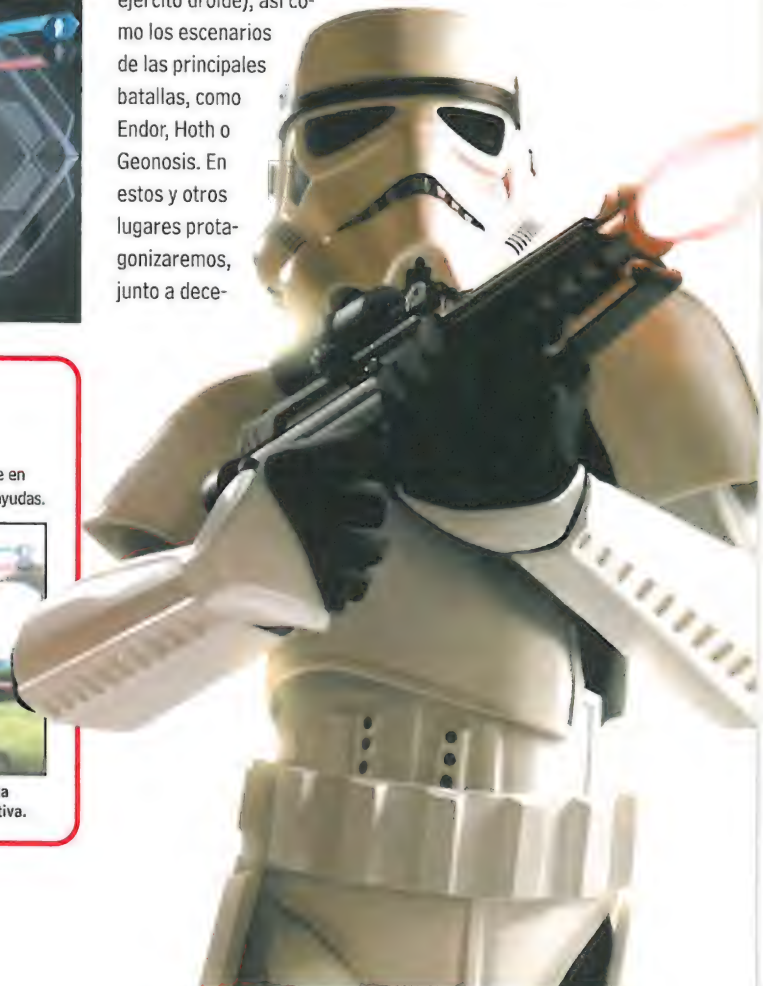 ejército droide), así co-
mo los escenarios
de las principales
batallas, como
Endor, Hoth o
Geonosis. En
estos y otros
lugares prota-
gonizaremos,
junto a dece-
e en
ayudas.
a
tiva.